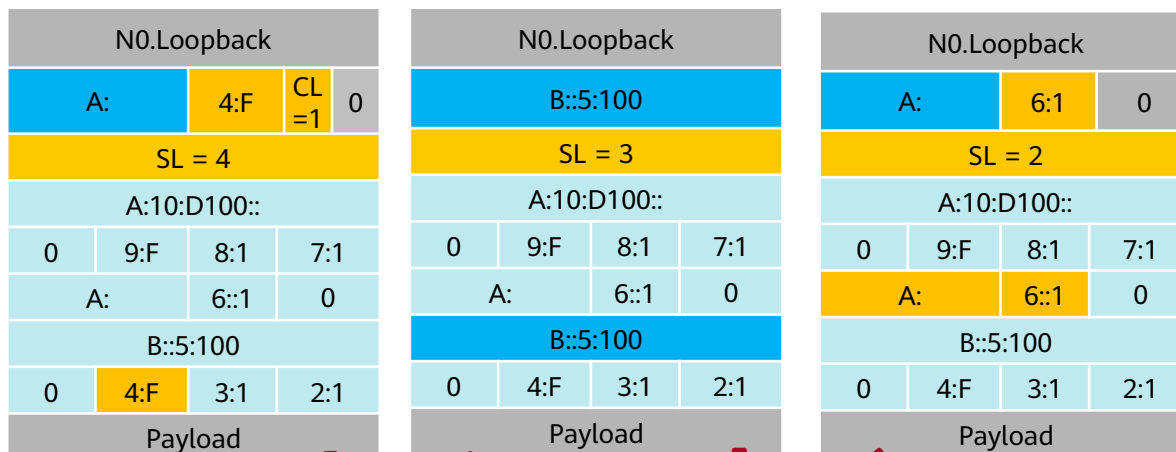 N0.Loopback
A: 4:F CL =1 0
SL = 4
A:10:D100::
0 9:F 8:1 7:1
A: 6::1 0
B::5:100
0 4:F 3:1 2:1
Payload
N0.Loopback
B::5:100
SL = 3
A:10:D100::
0 9:F 8:1 7:1
A: 6::1 0
B::5:100
0 4:F 3:1 2:1
Payload
N0.Loopback
A: 6:1 0
SL = 2
A:10:D100::
0 9:F 8:1 7:1
A: 6::1 0
B::5:100
0 4:F 3:1 2:1
Payload